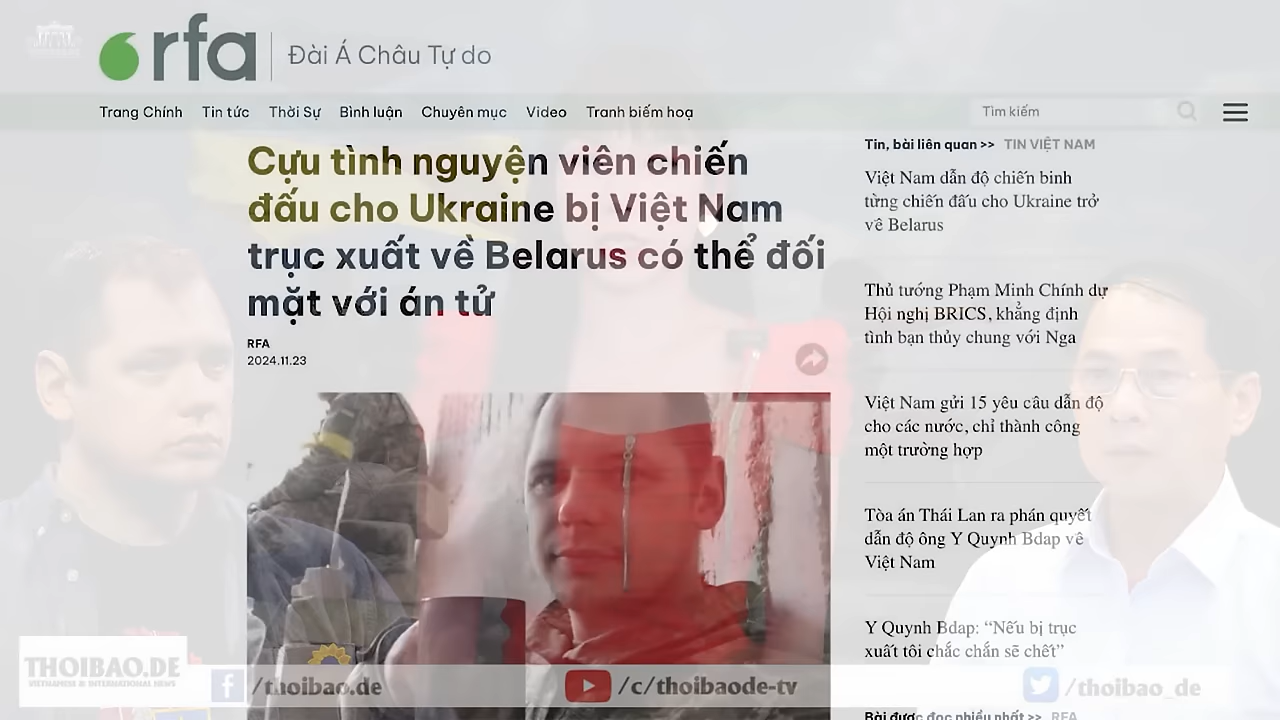 rfa
Đài Á Châu Tự do
Trang Chính Tin tức Thời Sự Bình luận Chuyên mục Video Tranh biếm hoạ
Tìm kiếm
Cựu tình nguyện viên chiến
đấu cho Ukraine bị Việt Nam
trục xuất về Belarus có thể đối
mặt với án tử
RFA
2024.11.23
Tin, bài liên quan >> TIN VIỆT NAM
Việt Nam dẫn độ chiến binh
từng chiến đấu cho Ukraine trở
về Belarus
Thủ tướng Phạm Minh Chính dự
Hội nghị BRICS, khẳng định
tình bạn thủy chung với Nga
Việt Nam gửi 15 yêu cầu dẫn độ
cho các nước, chỉ thành công
một trường hợp
Tòa án Thái Lan ra phán quyết
dẫn độ ông Y Quynh Bdap về
Việt Nam
Y Quynh Bdap: “Nếu bị trục
xuất tôi chắc chắn sẽ chết”
Bài được đọc nhiều nhất >> RFA
THOIBAO.DE
VIETNAMESE & INTERNATIONAL NEWS
/thoibao.de
/c/thoibaode-tv
/thoibao_de